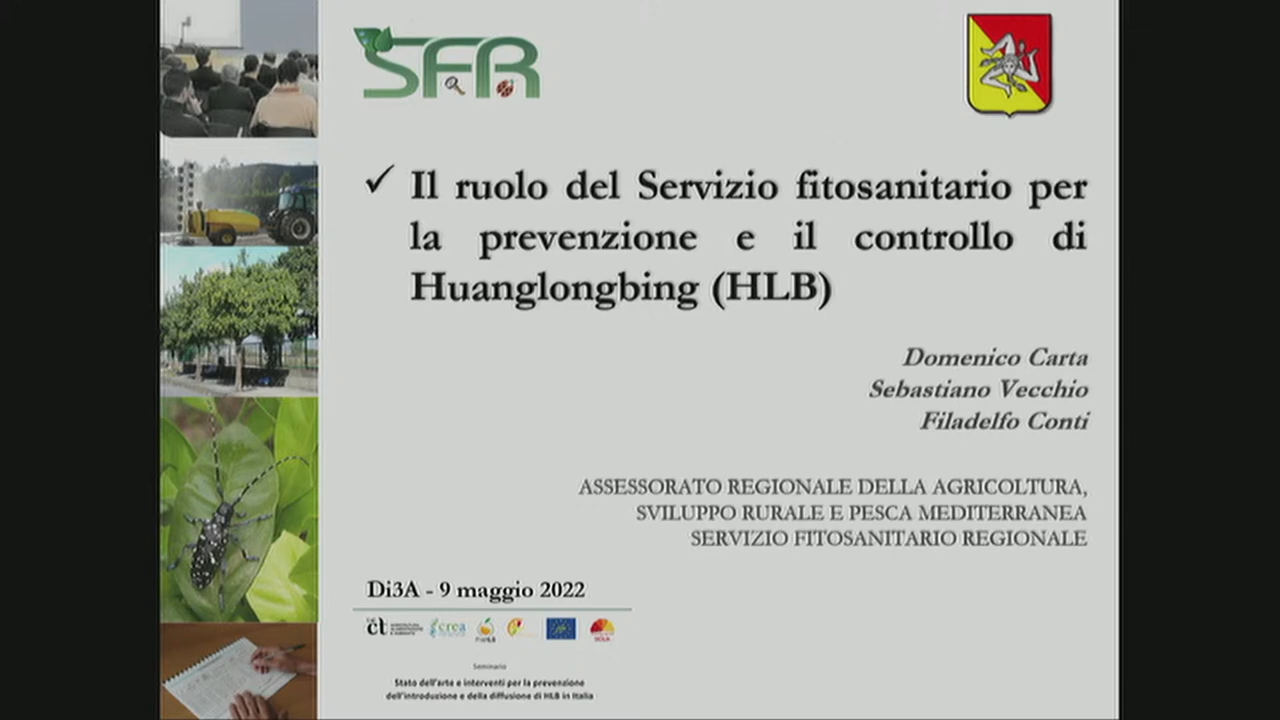 SFR
✓ Il ruolo del Servizio fitosanitario per
la prevenzione e il controllo di
Huanglongbing (HLB)
Domenico Carta
Sebastiano Vecchio
Filadelfo Conti
ASSESSORATO REGIONALE DELLA AGRICOLTURA,
SVILUPPO RURALE E PESCA MEDITERRANEA
SERVIZIO FITOSANITARIO REGIONALE
Di3A - 9 maggio 2022
ct
crea
Seminario
Stato dell'arte e interventi per la prevenzione
dell'introduzione e della diffusione di HLB in Italia